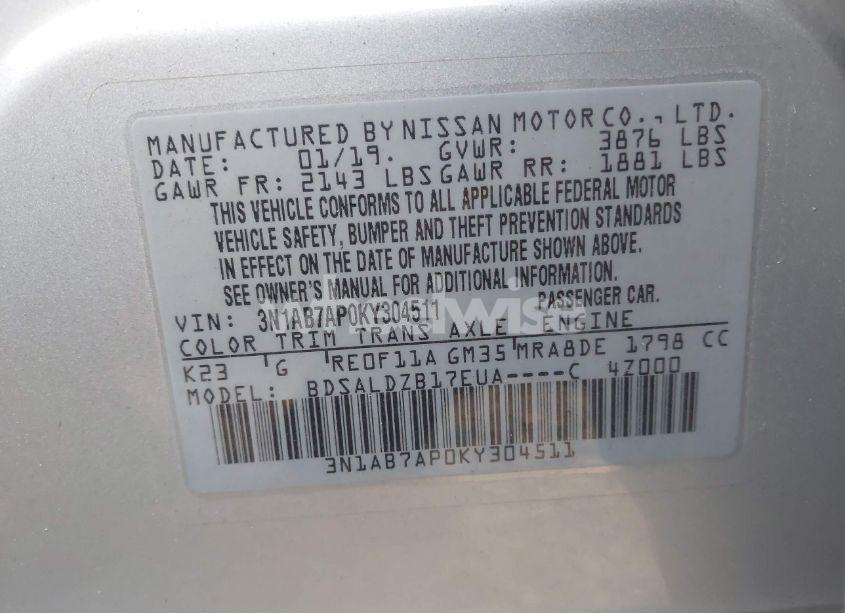 MANUFACTURED BY NISSAN MOTOR CO., LTD.
DATE: 01/19. GVWR: 3876 LBS
GAWR FR: 2143 LBS GAWR RR: 1881 LBS
THIS VEHICLE CONFORMS TO ALL APPLICABLE FEDERAL MOTOR
VEHICLE SAFETY, BUMPER AND THEFT PREVENTION STANDARDS
IN EFFECT ON THE DATE OF MANUFACTURE SHOWN ABOVE.
SEE OWNER'S MANUAL FOR ADDITIONAL INFORMATION.
VIN: 3N1AB7AP0KY304511 PASSENGER CAR.
COLOR TRIM TRANS AXLE ENGINE
K23 G RE0F11A GM35 MRA8DE 1798 CC
MODEL: BDSALDZB17EUA----C 4Z000
3N1AB7AP0KY304511